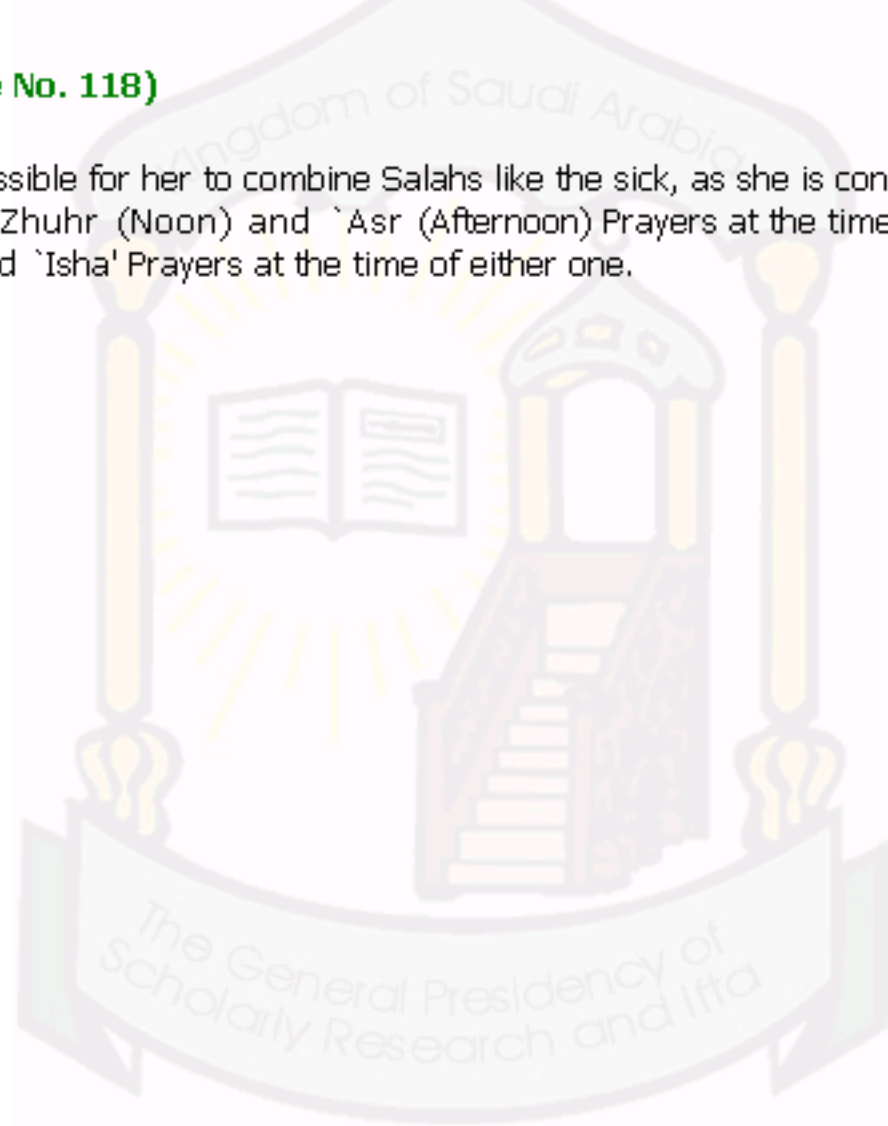 No. 118)
Kingdom of Saudi Arabia
for her to combine Salahs like the sick, as she is
Zhuhr (Noon) and `Asr (Afternoon) Prayers at the time
`Isha' Prayers at the time of either one.
The General Presidency of
Scholarly Research and Ifta